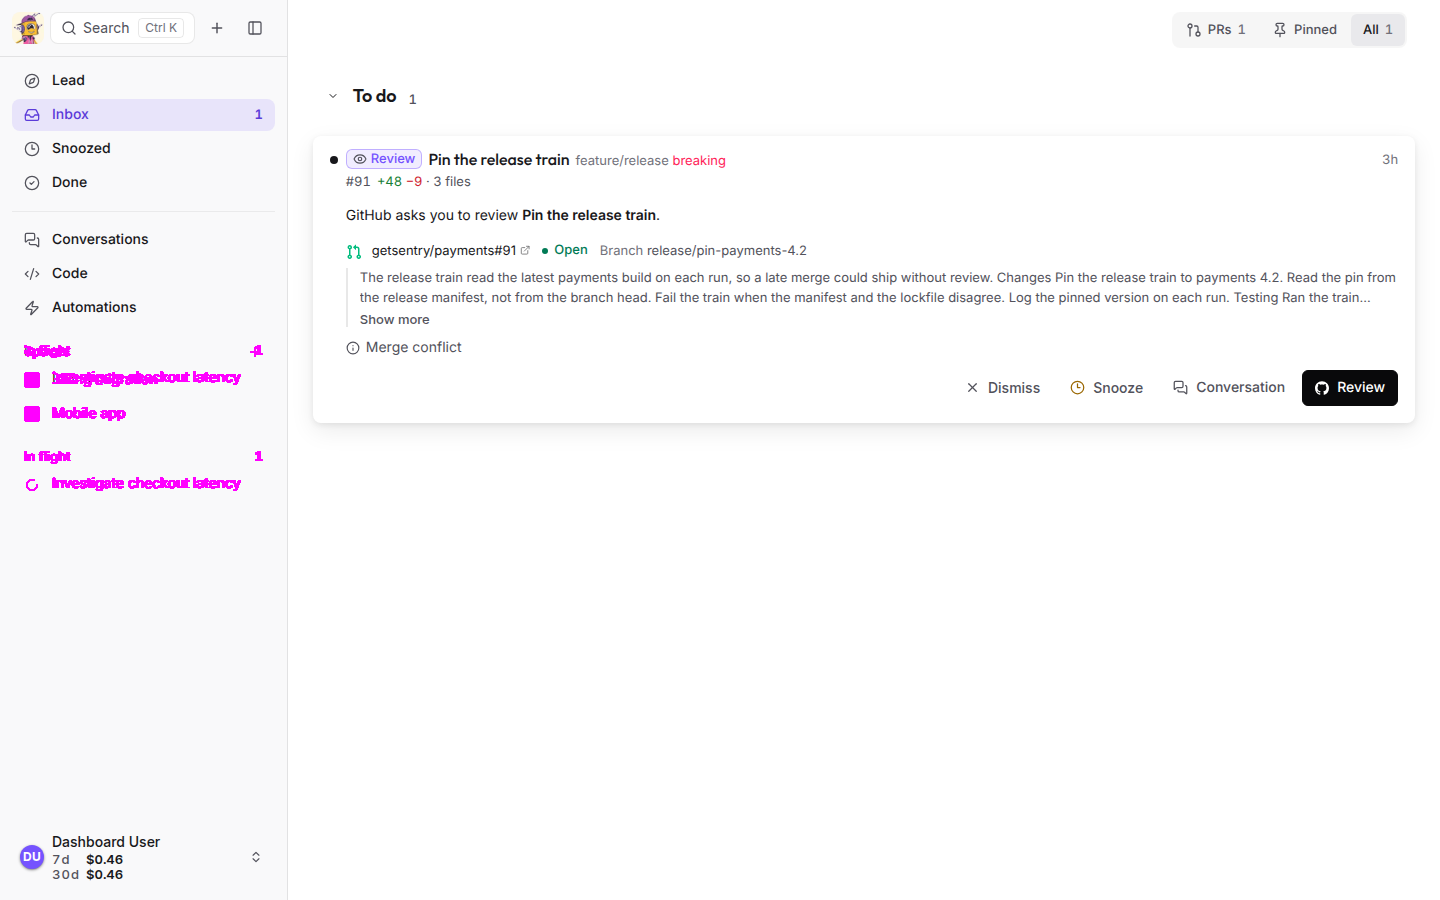 Search Ctrl K
Lead
Inbox 1
Snoozed
Done
Conversations
Code
Automations
Mobile app
In flight 1
Investigate checkout latency
Dashboard User
DU
7d $0.46
30d $0.46
PRs 1 Pinned All 1
To do 1
Review Pin the release train feature/release breaking 3h
#91 +48 −9 · 3 files
GitHub asks you to review Pin the release train.
getsentry/payments#91 Open Branch release/pin-payments-4.2
The release train read the latest payments build on each run, so a late merge could ship without review. Changes Pin the release train to payments 4.2. Read the pin from
the release manifest, not from the branch head. Fail the train when the manifest and the lockfile disagree. Log the pinned version on each run. Testing Ran the train...
Show more
Merge conflict
Dismiss Snooze Conversation Review